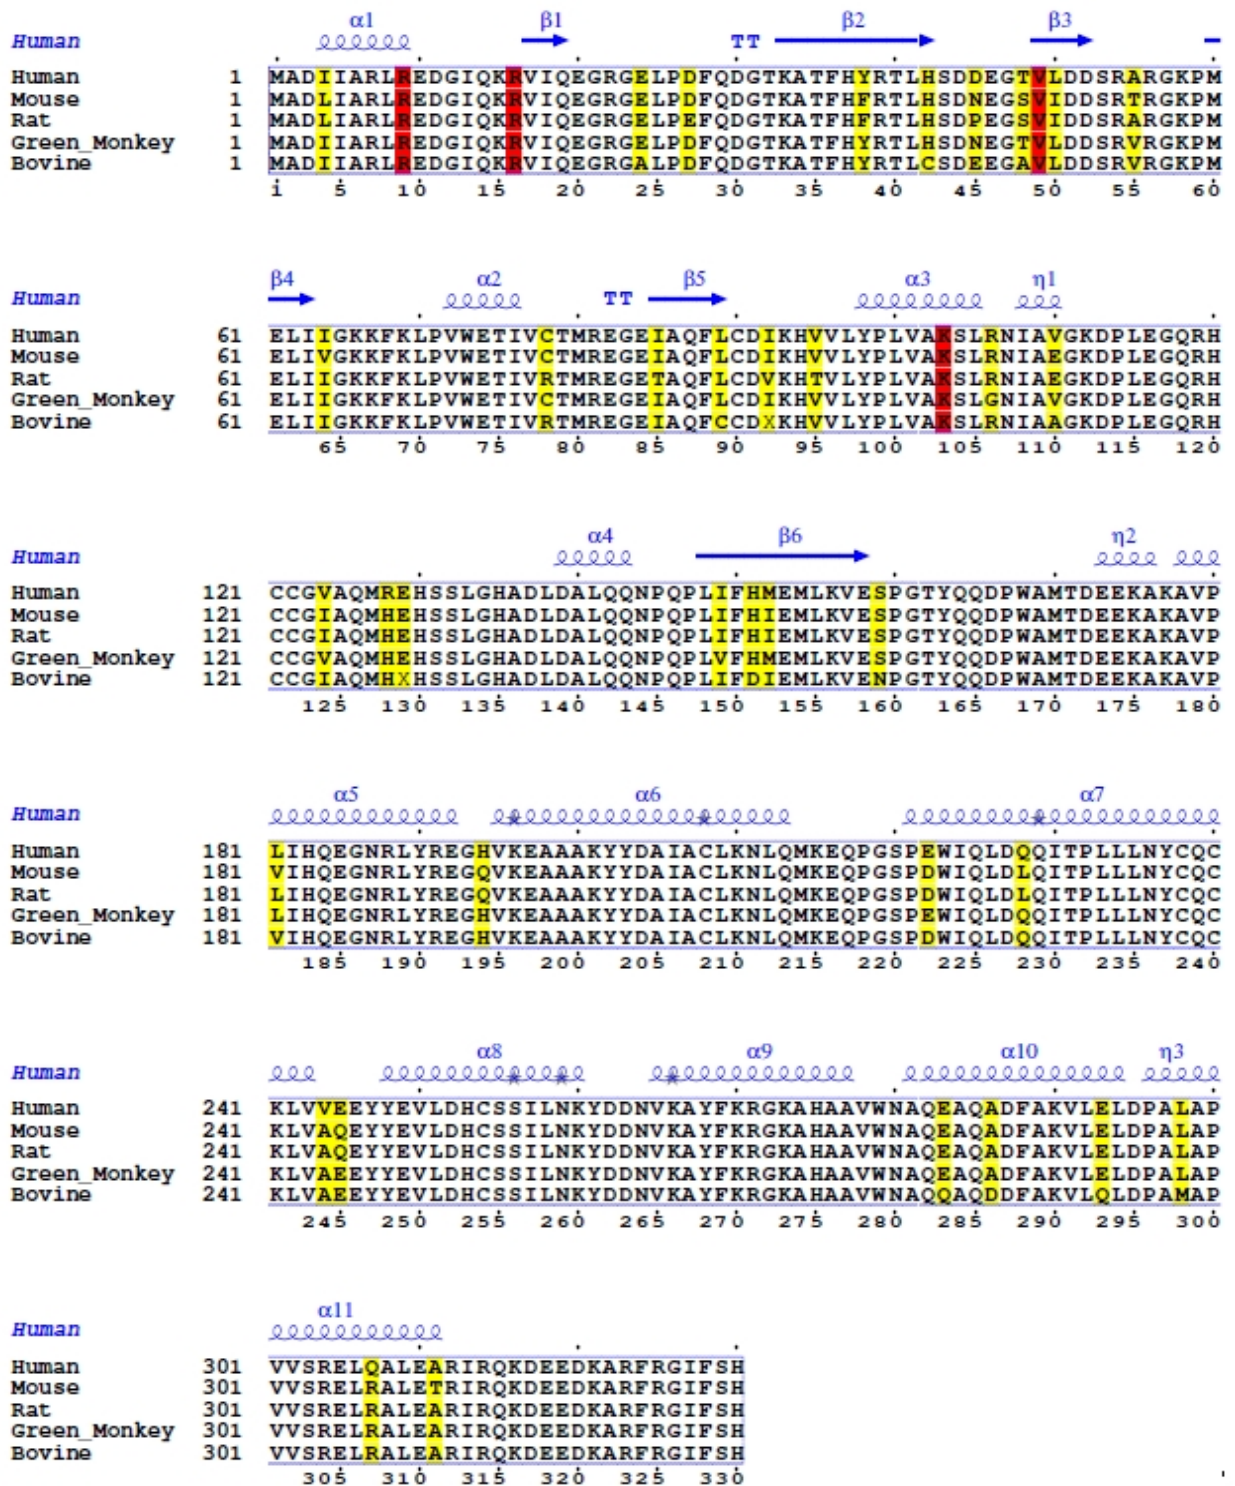 α1 β1 β2 β3
Human TT
Human 1 MADIIARLREDGIQKRVIQEGRGELPDFQDGTKATFHYRTLHSDDEGTVLDDSRARGKPM
Mouse 1 MADLIARLREDGIQKRVIQEGRGELPDFQDGTKATFHFRTLHSDNEGSVIDDSRTRGKPM
Rat 1 MADLIARLREDGIQKRVIQEGRGELPEFQDGTKATFHFRTLHSDPEGSVIDDSRARGKPM
Green_Monkey 1 MADIIARLREDGIQKRVIQEGRGELPDFQDGTKATFHYRTLHSDNEGTVLDDSRVRGKPM
Bovine 1 MADIIARLREDGIQKRVIQEGRGALPDFQDGTKATFHYRTLCSDEEGAVLDDSRVRGKPM
1 5 10 15 20 25 30 35 40 45 50 55 60
β4 α2 β5 α3 η1
Human TT
Human 61 ELIIGKKFKLPVWETIVCTMREGEIAQFLCDIKHVVLYPLVAKSLRNIAVGKDPLEGQRH
Mouse 61 ELIVGKKFKLPVWETIVCTMREGEIAQFLCDIKHVVLYPLVAKSLRNIAEGKDPLEGQRH
Rat 61 ELIIGKKFKLPVWETIVRTMREGETAQFLCDVKHTVLYPLVAKSLRNIAEGKDPLEGQRH
Green_Monkey 61 ELIIGKKFKLPVWETIVCTMREGEIAQFLCDIKHVVLYPLVAKSLGNIAVGKDPLEGQRH
Bovine 61 ELIIGKKFKLPVWETIVRTMREGEIAQFCCDXKHVVLYPLVAKSLRNIAAGKDPLEGQRH
65 70 75 80 85 90 95 100 105 110 115 120
α4 β6 η2
Human
Human 121 CCGVAQMREHSSLGHADLDALQQNPQPLIFHMEMLKVESPGTYQQDPWAMTDEEKAKAVP
Mouse 121 CCGIAQMHEHSSLGHADLDALQQNPQPLIFHIEMLKVESPGTYQQDPWAMTDEEKAKAVP
Rat 121 CCGIAQMHEHSSLGHADLDALQQNPQPLIFHIEMLKVESPGTYQQDPWAMTDEEKAKAVP
Green_Monkey 121 CCGVAQMHEHSSLGHADLDALQQNPQPLVFHMEMLKVESPGTYQQDPWAMTDEEKAKAVP
Bovine 121 CCGIAQMHXHSSLGHADLDALQQNPQPLIFDIEMLKVENPGTYQQDPWAMTDEEKAKAVP
125 130 135 140 145 150 155 160 165 170 175 180
α5 α6 α7
Human
Human 181 LIHQEGNRLYREGHVKEAAAKYYDAIACLKNLQMKEQPGSPEWIQLDQQITPLLLNYCQC
Mouse 181 VIHQEGNRLYREGQVKEAAAKYYDAIACLKNLQMKEQPGSPDWIQLDLQITPLLLNYCQC
Rat 181 LIHQEGNRLYREGQVKEAAAKYYDAIACLKNLQMKEQPGSPDWIQLDLQITPLLLNYCQC
Green_Monkey 181 LIHQEGNRLYREGHVKEAAAKYYDAIACLKNLQMKEQPGSPEWIQLDQQITPLLLNYCQC
Bovine 181 VIHQEGNRLYREGHVKEAAAKYYDAIACLKNLQMKEQPGSPDWIQLDQQITPLLLNYCQC
185 190 195 200 205 210 215 220 225 230 235 240
α8 α9 α10 η3
Human
Human 241 KLVVEEYYEVLDHCSSILNKYDDNVKAYFKRGKAHAAVWNAQEAQADFAKVLELDPALAP
Mouse 241 KLVAQEYYEVLDHCSSILNKYDDNVKAYFKRGKAHAAVWNAQEAQADFAKVLELDPALAP
Rat 241 KLVAQEYYEVLDHCSSILNKYDDNVKAYFKRGKAHAAVWNAQEAQADFAKVLELDPALAP
Green_Monkey 241 KLVAEEYYEVLDHCSSILNKYDDNVKAYFKRGKAHAAVWNAQEAQADFAKVLELDPALAP
Bovine 241 KLVAEEYYEVLDHCSSILNKYDDNVKAYFKRGKAHAAVWNAQQAQDDFAKVLQLDPAMAP
245 250 255 260 265 270 275 280 285 290 295 300
α11
Human
Human 301 VVSRELQALEARIRQKDEEDKARFRGIFSH
Mouse 301 VVSRELRALETRIRQKDEEDKARFRGIFSH
Rat 301 VVSRELRALEARIRQKDEEDKARFRGIFSH
Green_Monkey 301 VVSRELRALEARIRQKDEEDKARFRGIFSH
Bovine 301 VVSRELRALEARIRQKDEEDKARFRGIFSH
305 310 315 320 325 330